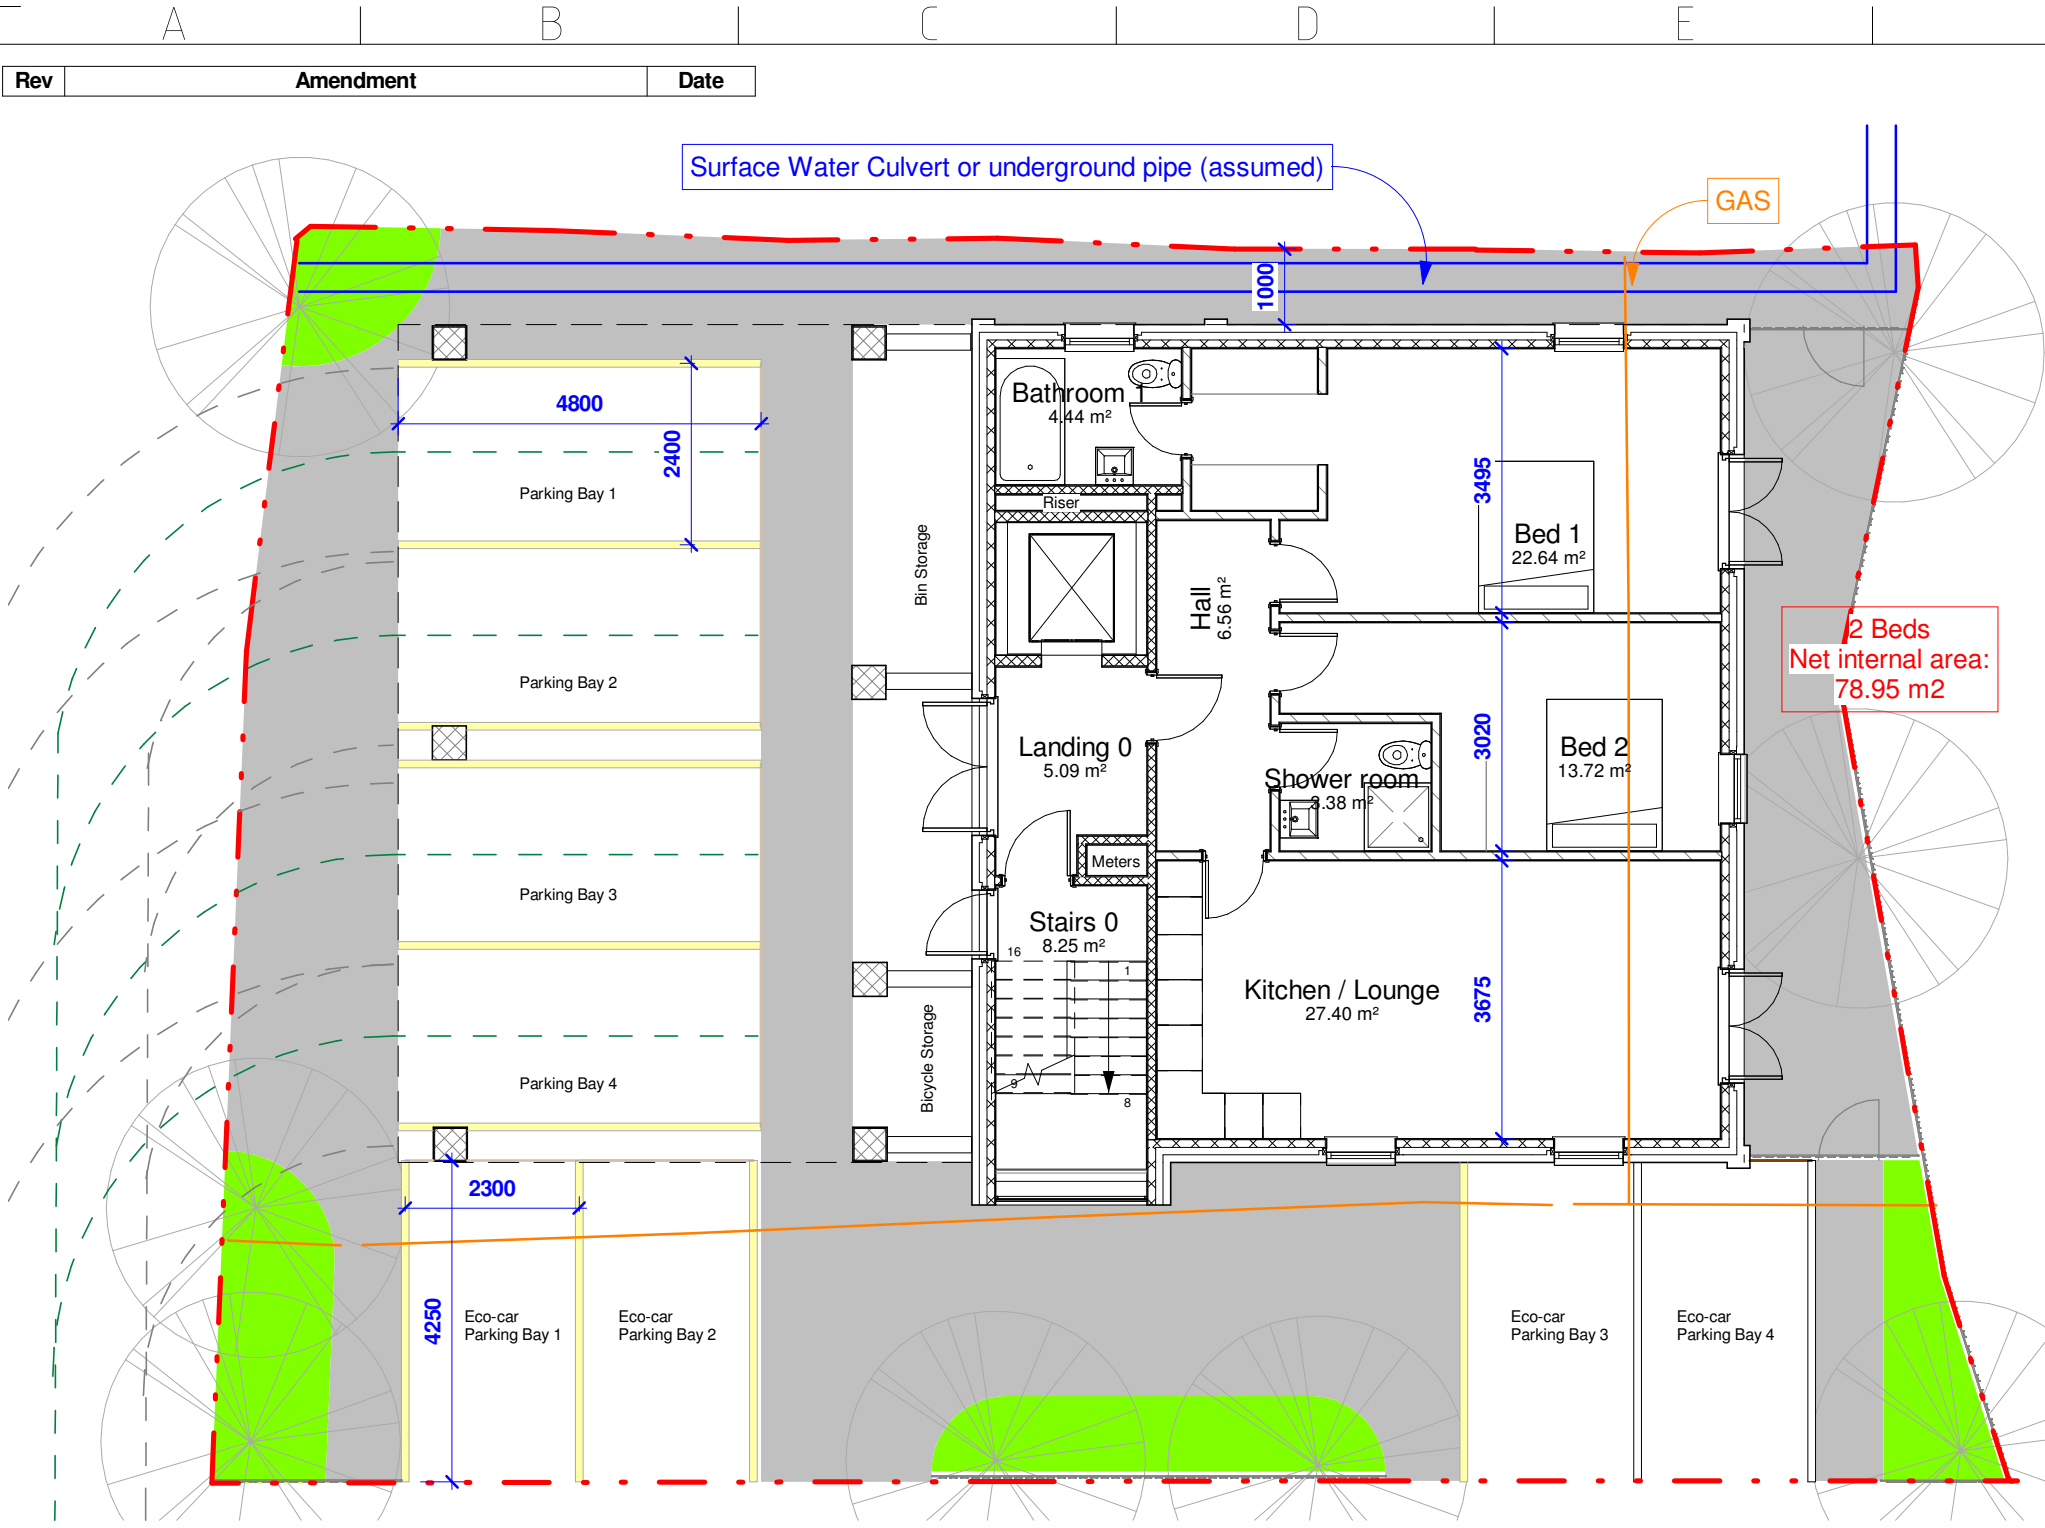 A B C D E
Rev Amendment Date
Surface Water Culvert or underground pipe (assumed)
GAS
1000
4800
2400
Parking Bay 1
Parking Bay 2
Parking Bay 3
Parking Bay 4
Bin Storage
Bicycle Storage
Bathroom
4.44 m²
Riser
Hall
6.56 m²
3495
Bed 1
22.64 m²
2 Beds
Net internal area:
78.95 m2
Landing 0
5.09 m²
Shower room
3.38 m²
3020
Bed 2
13.72 m²
Meters
Stairs 0
8.25 m²
16
1
9
8
Kitchen / Lounge
27.40 m²
3675
2300
4250
Eco-car
Parking Bay 1
Eco-car
Parking Bay 2
Eco-car
Parking Bay 3
Eco-car
Parking Bay 4